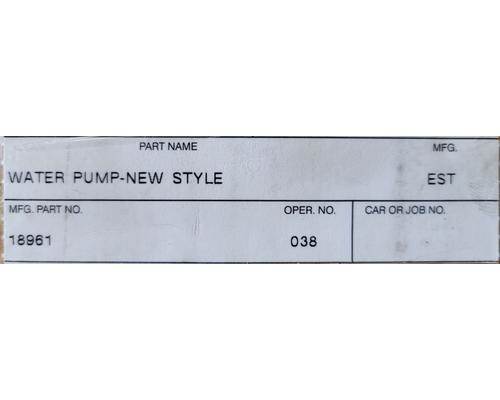 PART NAME MFG.
WATER PUMP-NEW STYLE EST
MFG. PART NO. OPER. NO. CAR OR JOB NO.
18961 038